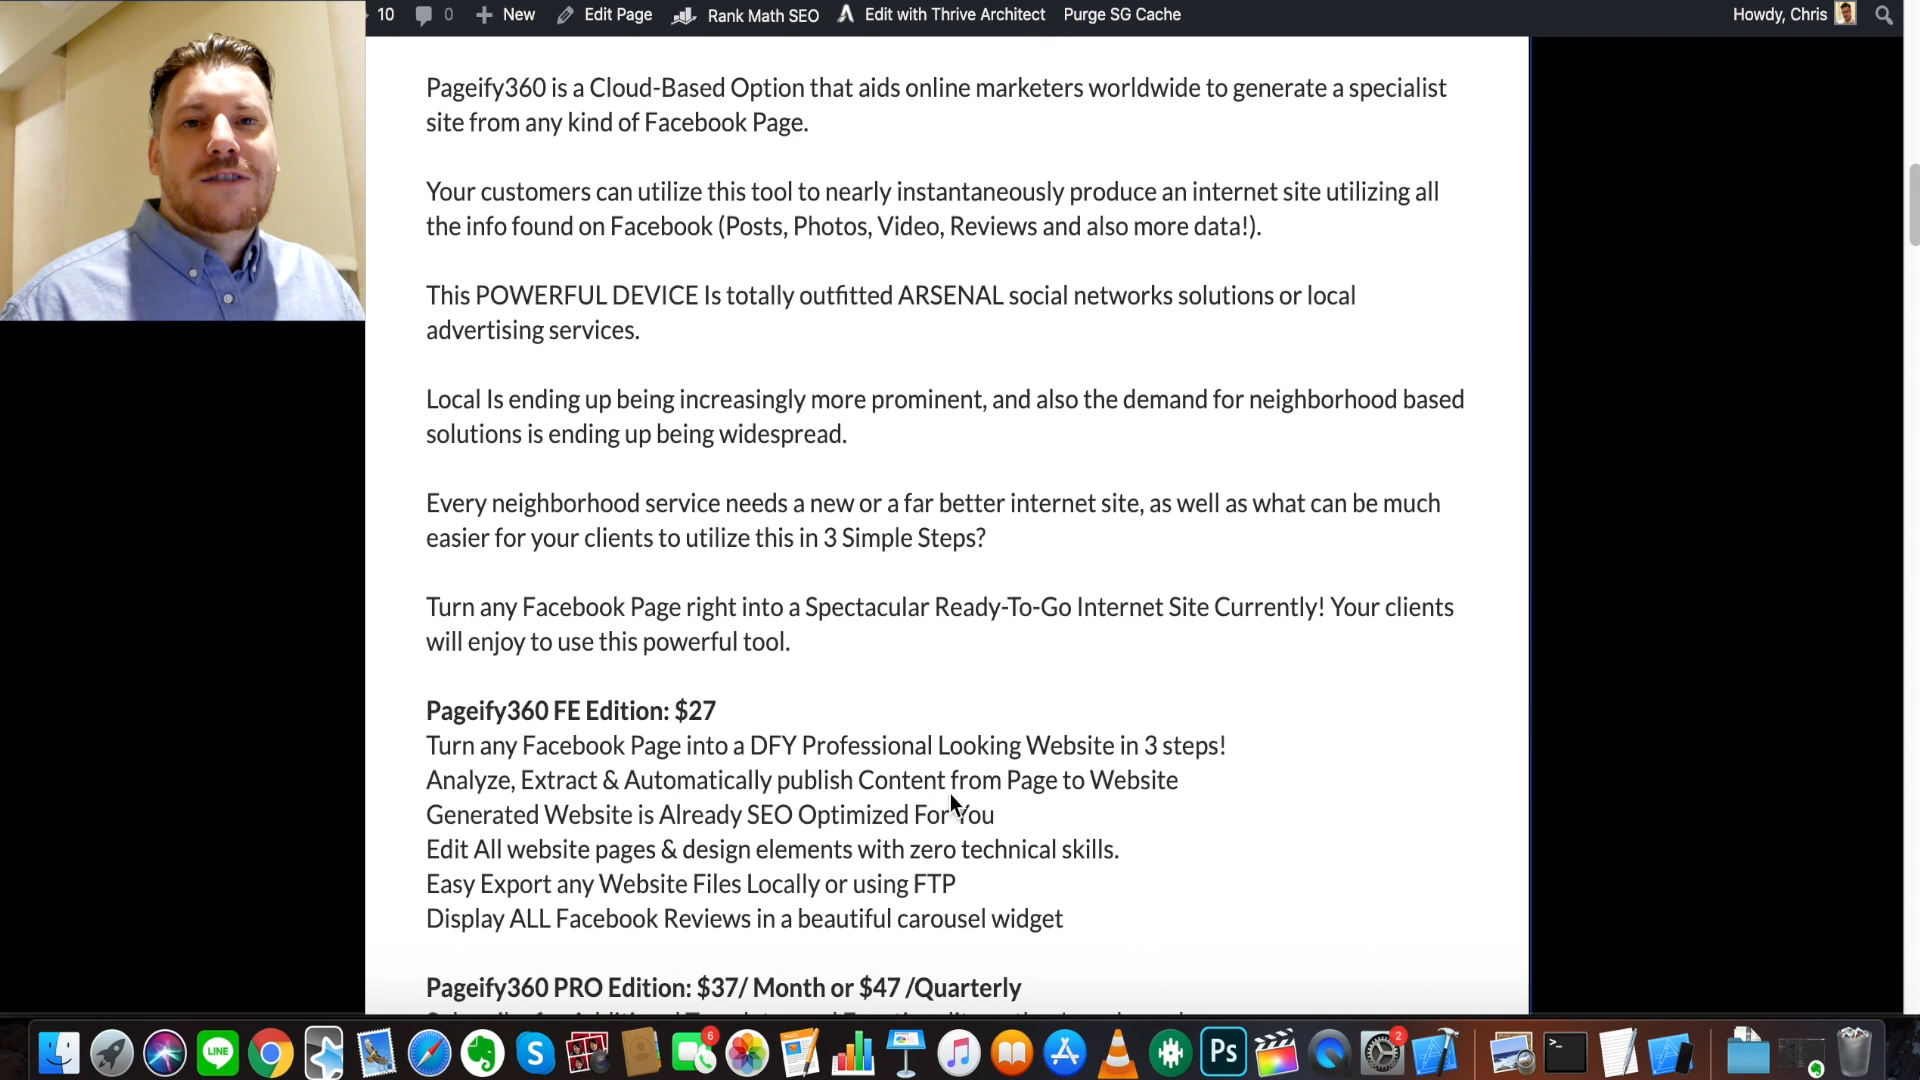 10 0 New Edit Page Rank Math SEO Edit with Thrive Architect Purge SG Cache Howdy, Chris
Pageify360 is a Cloud-Based Option that aids online marketers worldwide to generate a specialist
site from any kind of Facebook Page.
Your customers can utilize this tool to nearly instantaneously produce an internet site utilizing all
the info found on Facebook (Posts, Photos, Video, Reviews and also more data!).
This POWERFUL DEVICE Is totally outfitted ARSENAL social networks solutions or local
advertising services.
Local Is ending up being increasingly more prominent, and also the demand for neighborhood based
solutions is ending up being widespread.
Every neighborhood service needs a new or a far better internet site, as well as what can be much
easier for your clients to utilize this in 3 Simple Steps?
Turn any Facebook Page right into a Spectacular Ready-To-Go Internet Site Currently! Your clients
will enjoy to use this powerful tool.
Pageify360 FE Edition: $27
Turn any Facebook Page into a DFY Professional Looking Website in 3 steps!
Analyze, Extract & Automatically publish Content from Page to Website
Generated Website is Already SEO Optimized For You
Edit All website pages & design elements with zero technical skills.
Easy Export any Website Files Locally or using FTP
Display ALL Facebook Reviews in a beautiful carousel widget
Pageify360 PRO Edition: $37/ Month or $47 /Quarterly
LINE 6 Ps 2